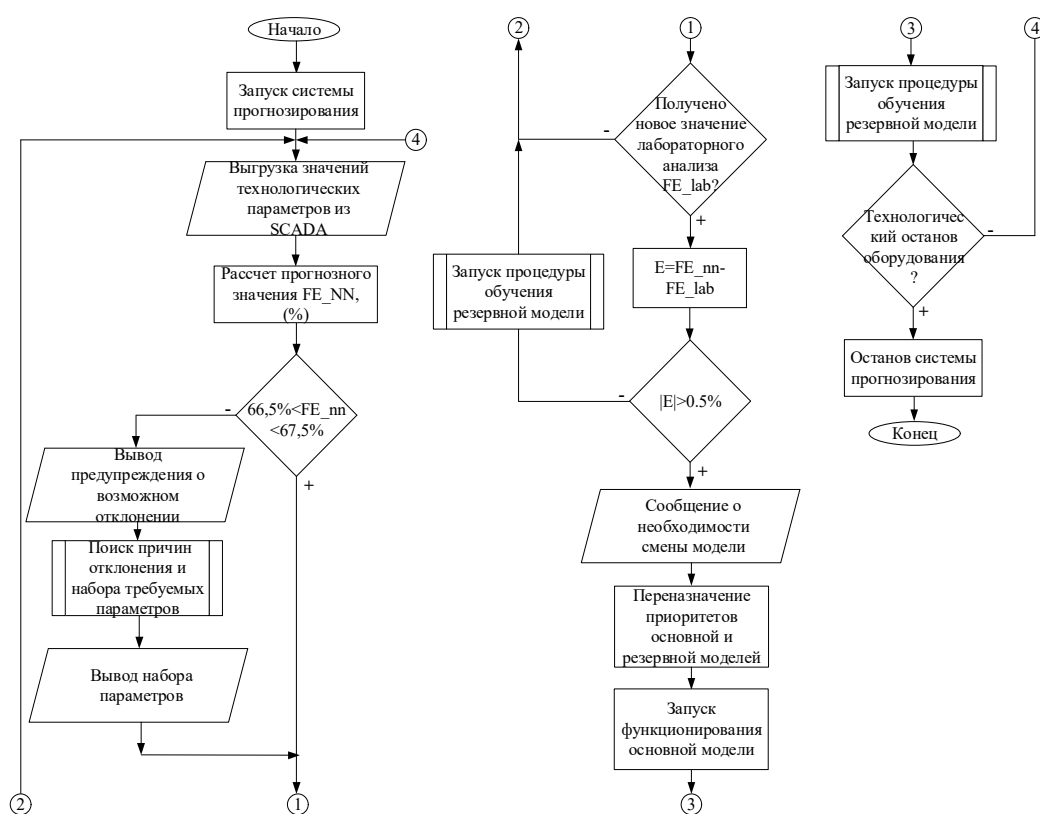 Начало
Запуск системы
прогнозирования
4
Выгрузка значений
технологических
параметров из
SCADA
Рассчет прогнозного
значения FE_NN,
(%)
66,5%<FE_nn
<67,5%
-
+
Вывод
предупреждения о
возможном
отклонении
Поиск причин
отклонения и
набора требуемых
параметров
Вывод набора
параметров
2
1
2
1
Получено
новое значение
лабораторного
анализа
FE_lab?
-
+
E=FE_nn-
FE_lab
Запуск процедуры
обучения
резервной модели
|E|>0.5%
-
+
Сообщение о
необходимости
смены модели
Переназначение
приоритетов
основной и
резервной моделей
Запуск
функционирования
основной модели
3
3
4
Запуск процедуры
обучения
резервной модели
Технологичес
кий останов
оборудования
?
-
+
Останов системы
прогнозирования
Конец